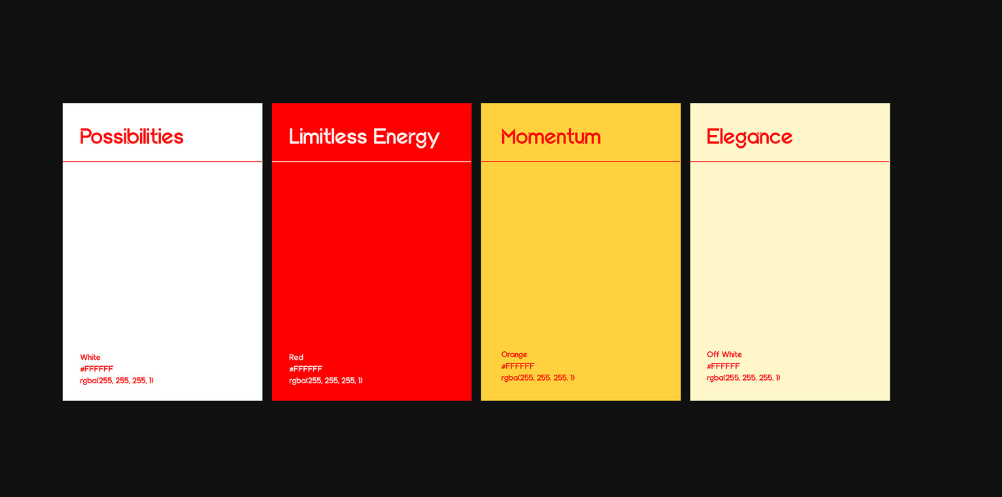 Possibilities
White
#FFFFFF
rgba(255, 255, 255, 1)
Limitless Energy
Red
#FFFFFF
rgba(255, 255, 255, 1)
Momentum
Orange
#FFFFFF
rgba(255, 255, 255, 1)
Elegance
Off White
#FFFFFF
rgba(255, 255, 255, 1)